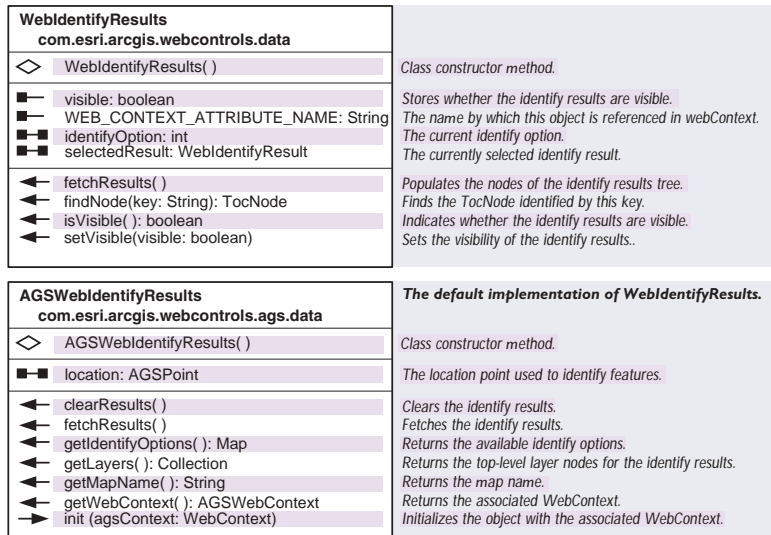 WebIdentifyResults
com.esri.arcgis.webcontrols.data
WebIdentifyResults( ) Class constructor method.
visible: boolean Stores whether the identify results are visible.
WEB_CONTEXT_ATTRIBUTE_NAME: String The name by which this object is referenced in webContext.
identifyOption: int The current identify option.
selectedResult: WebIdentifyResult The currently selected identify result.
fetchResults( ) Populates the nodes of the identify results tree.
findNode(key: String): TocNode Finds the TocNode identified by this key.
isVisible( ): boolean Indicates whether the identify results are visible.
setVisible(visible: boolean) Sets the visibility of the identify results..
AGSWebIdentifyResults The default implementation of WebIdentifyResults.
com.esri.arcgis.webcontrols.ags.data
AGSWebIdentifyResults( ) Class constructor method.
location: AGSPoint The location point used to identify features.
clearResults( ) Clears the identify results.
fetchResults( ) Fetches the identify results.
getIdentifyOptions( ): Map Returns the available identify options.
getLayers( ): Collection Returns the top-level layer nodes for the identify results.
getMapName( ): String Returns the map name.
getWebContext( ): AGSWebContext Returns the associated WebContext.
init (agsContext: WebContext) Initializes the object with the associated WebContext.